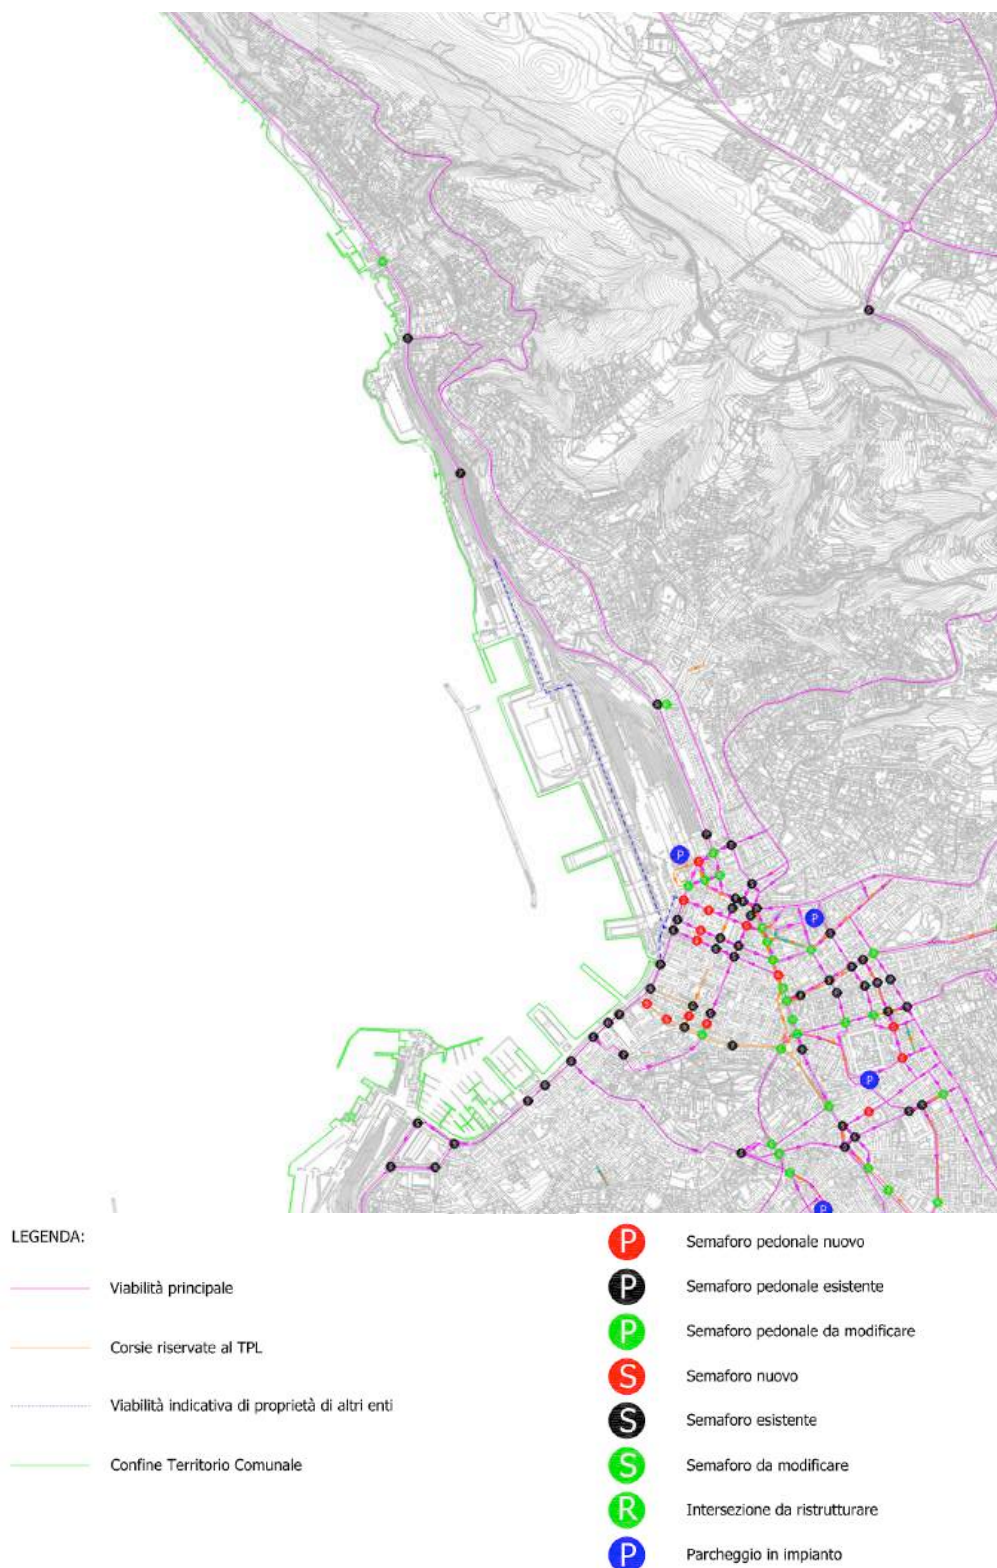 LEGENDA:
Viabilità principale
Corsie riservate al TPL
Viabilità indicativa di proprietà di altri enti
Confine Territorio Comunale
P Semaforo pedonale nuovo
P Semaforo pedonale esistente
P Semaforo pedonale da modificare
S Semaforo nuovo
S Semaforo esistente
S Semaforo da modificare
R Intersezione da ristrutturare
P Parcheggio in impianto
P
P
P
P